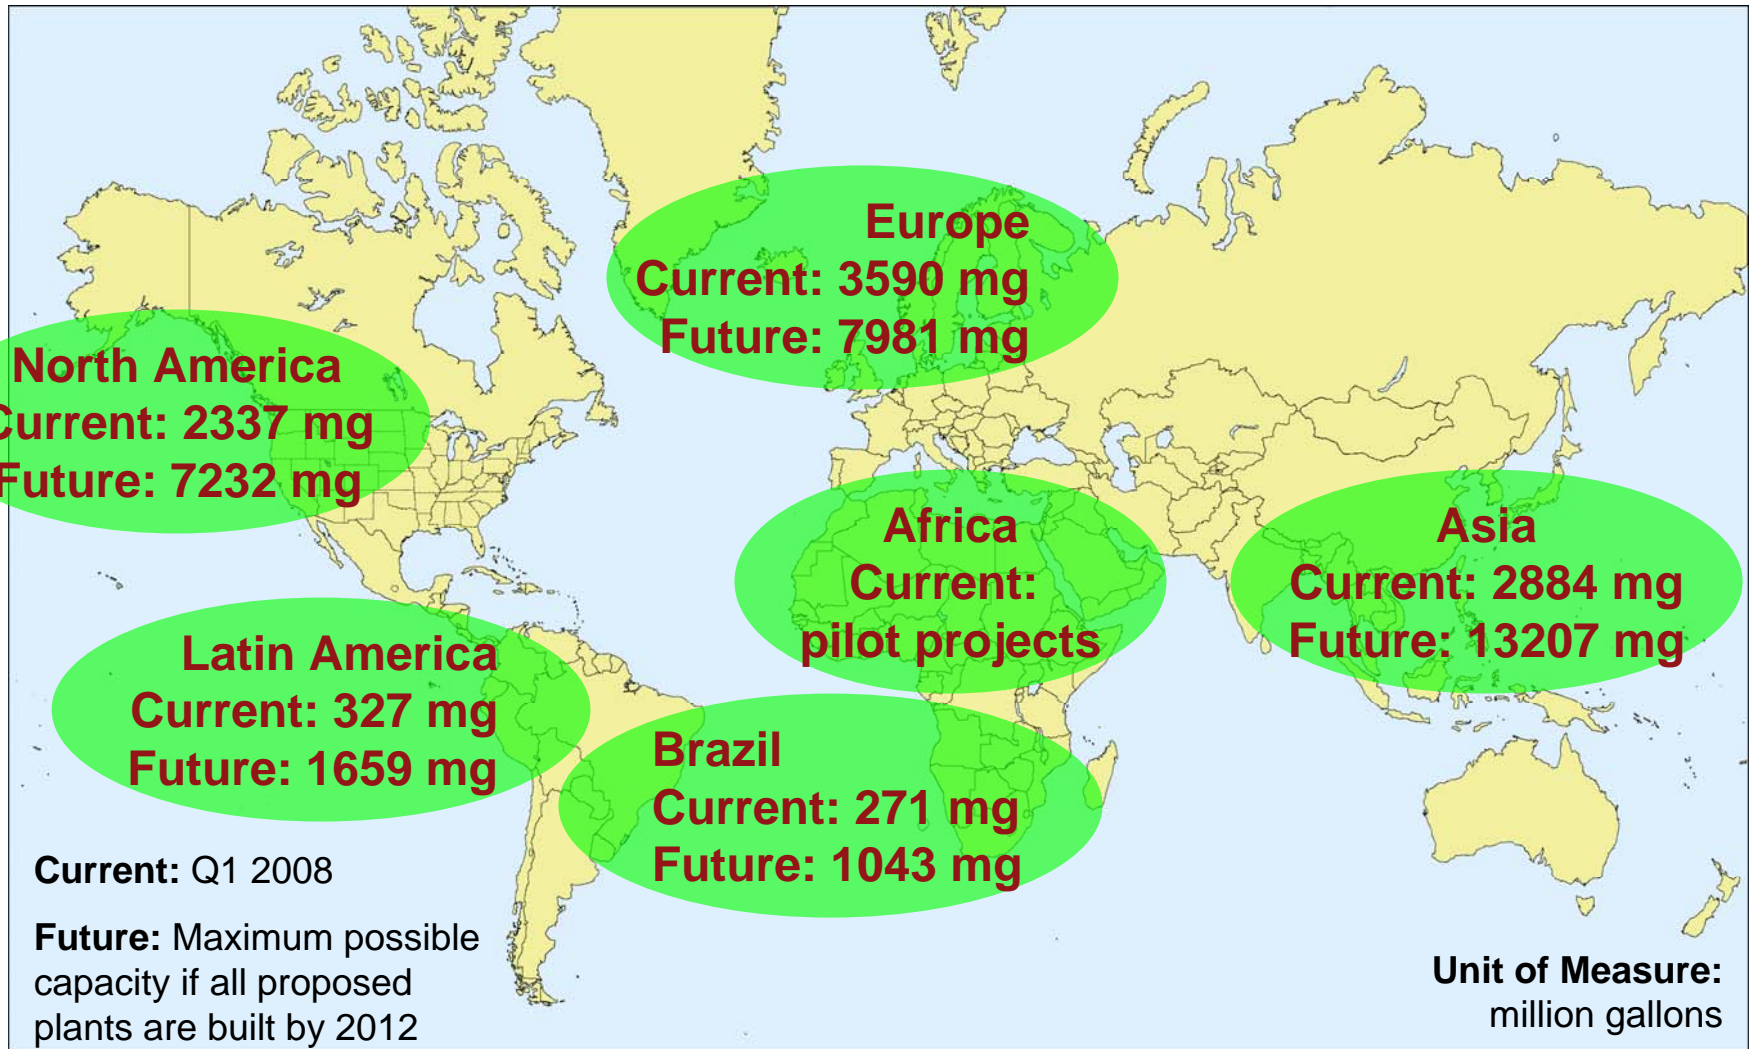 Europe
Current: 3590 mg
Future: 7981 mg
North America
Current: 2337 mg
Future: 7232 mg
Africa
Current:
pilot projects
Asia
Current: 2884 mg
Future: 13207 mg
Latin America
Current: 327 mg
Future: 1659 mg
Brazil
Current: 271 mg
Future: 1043 mg
Current: Q1 2008
Future: Maximum possible
capacity if all proposed
plants are built by 2012
Unit of Measure:
million gallons